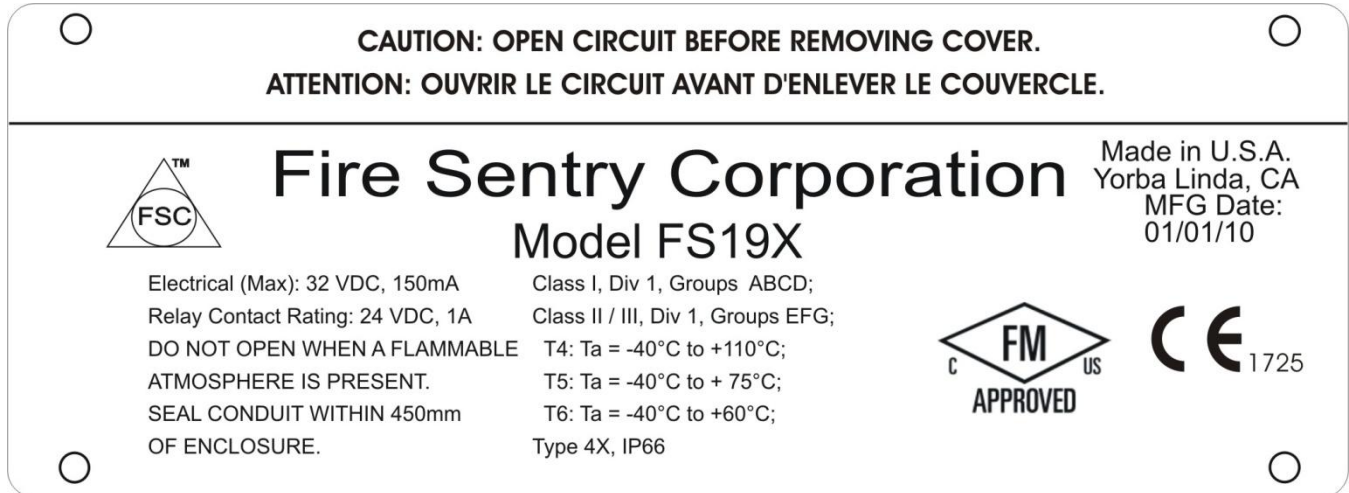 CAUTION: OPEN CIRCUIT BEFORE REMOVING COVER.
ATTENTION: OUVRIR LE CIRCUIT AVANT D'ENLEVER LE COUVERCLE.
TM
FSC
Fire Sentry Corporation
Model FS19X
Made in U.S.A.
Yorba Linda, CA
MFG Date:
01/01/10
Electrical (Max): 32 VDC, 150mA
Relay Contact Rating: 24 VDC, 1A
DO NOT OPEN WHEN A FLAMMABLE
ATMOSPHERE IS PRESENT.
SEAL CONDUIT WITHIN 450mm
OF ENCLOSURE.
Class I, Div 1, Groups ABCD;
Class II / III, Div 1, Groups EFG;
T4: Ta = -40°C to +110°C;
T5: Ta = -40°C to + 75°C;
T6: Ta = -40°C to +60°C;
Type 4X, IP66
FM
C US
APPROVED
CE 1725